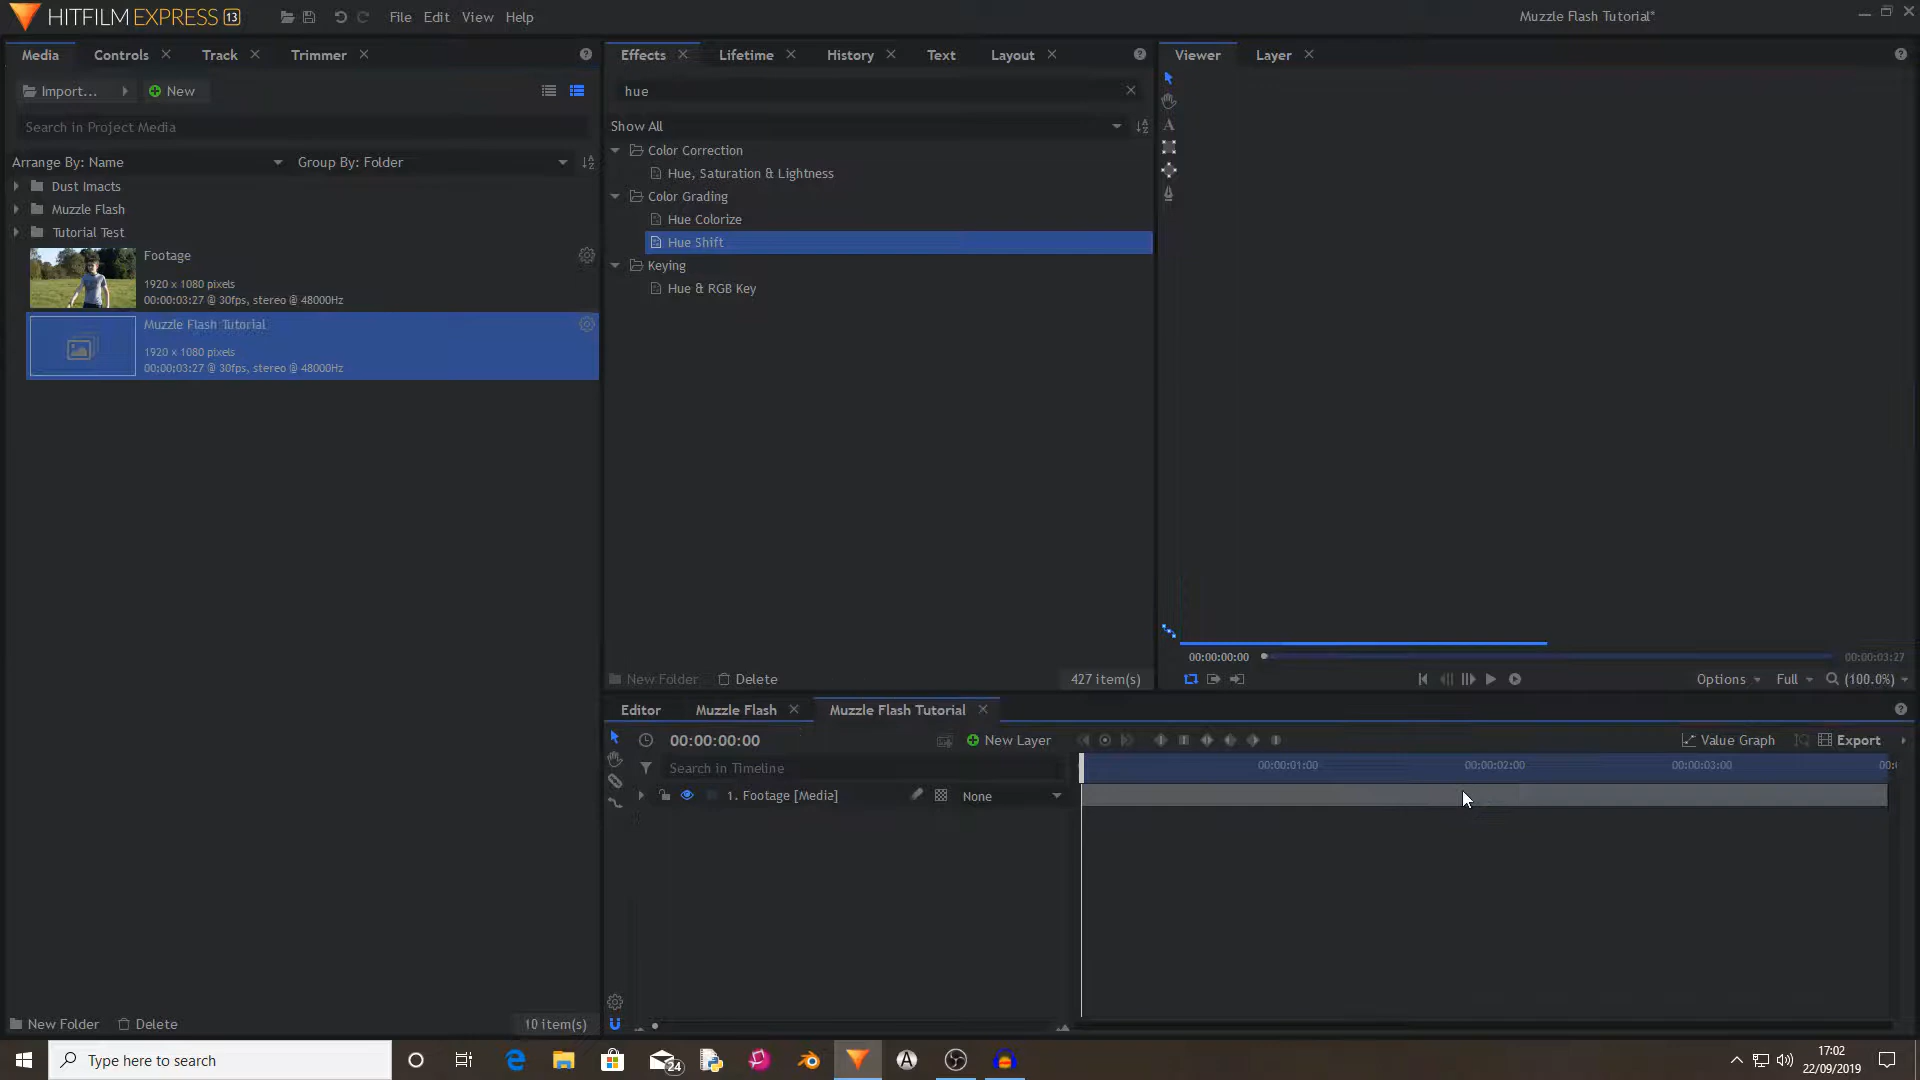 HITFILM EXPRESS 13 File Edit View Help Muzzle Flash Tutorial*
Media Controls Track Trimmer
Import... New
Search in Project Media
Arrange By: Name Group By: Folder
Dust Imacts
Muzzle Flash
Tutorial Test
Footage
1920 x 1080 pixels
00:00:03:27 @ 30fps, stereo @ 48000Hz
Muzzle Flash Tutorial
1920 x 1080 pixels
00:00:03:27 @ 30fps, stereo @ 48000Hz
New Folder Delete 10 item(s)
Effects Lifetime History Text Layout
hue
Show All
Color Correction
Hue, Saturation & Lightness
Color Grading
Hue Colorize
Hue Shift
Keying
Hue & RGB Key
New Folder Delete 427 item(s)
Viewer Layer
A
00:00:00:00 00:00:03:27
Options Full (100.0%)
Editor Muzzle Flash Muzzle Flash Tutorial
00:00:00:00 New Layer Value Graph Export
Search in Timeline 00:00:01:00 00:00:02:00 00:00:03:00
1. Footage [Media] None
Type here to search 24 17:02
22/09/2019